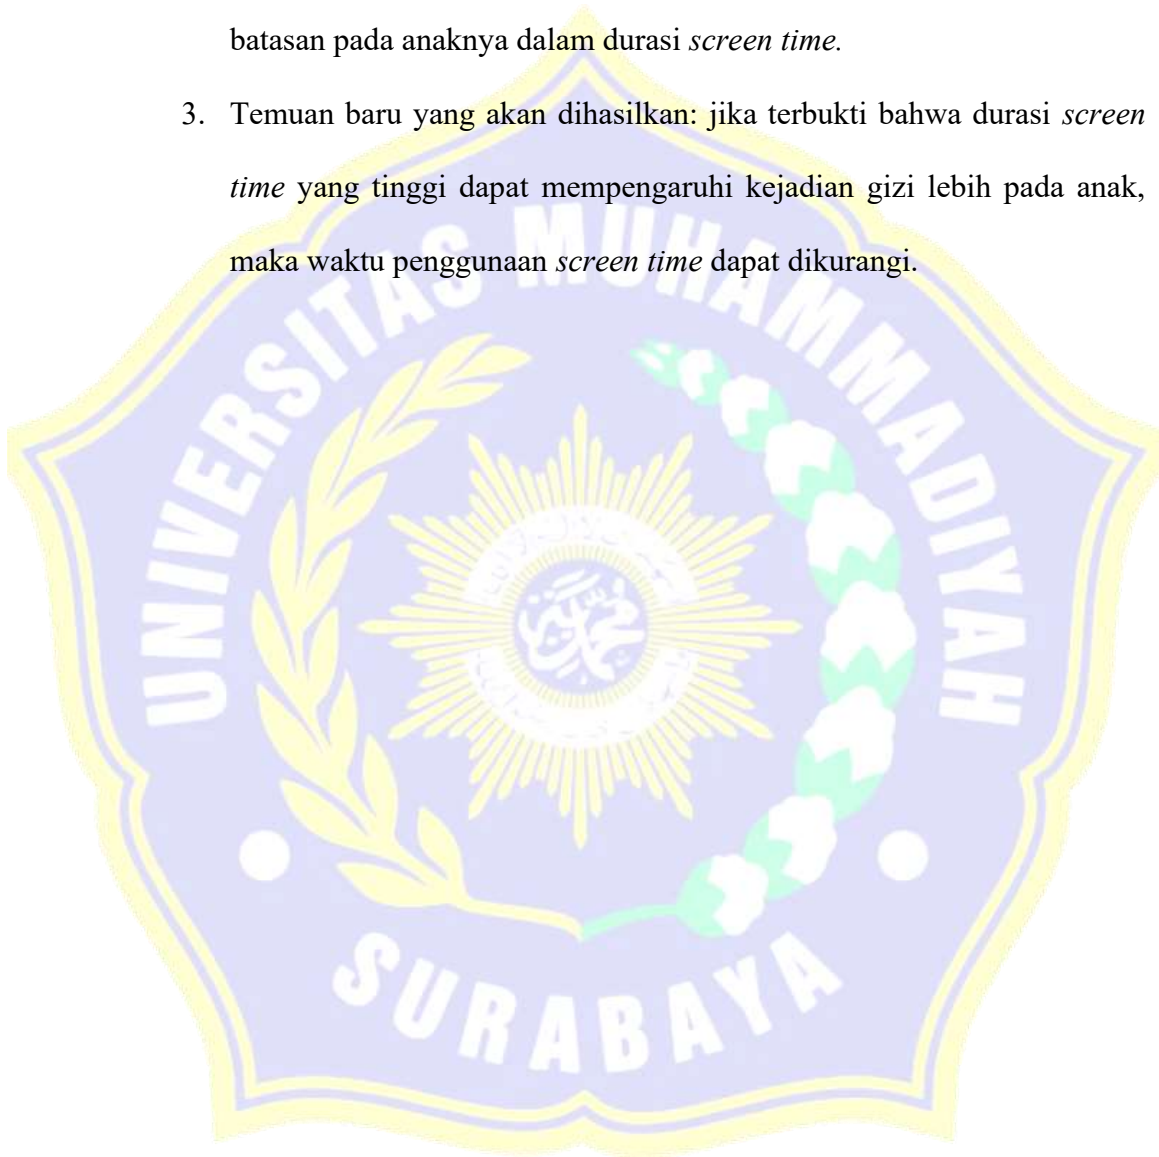 batasan pada anaknya dalam durasi screen time.
3. Temuan baru yang akan dihasilkan: jika terbukti bahwa durasi screen
time yang tinggi dapat mempengaruhi kejadian gizi lebih pada anak,
maka waktu penggunaan screen time dapat dikurangi.
UNIVERSITAS MUHAMMADIYAH
SURABAYA